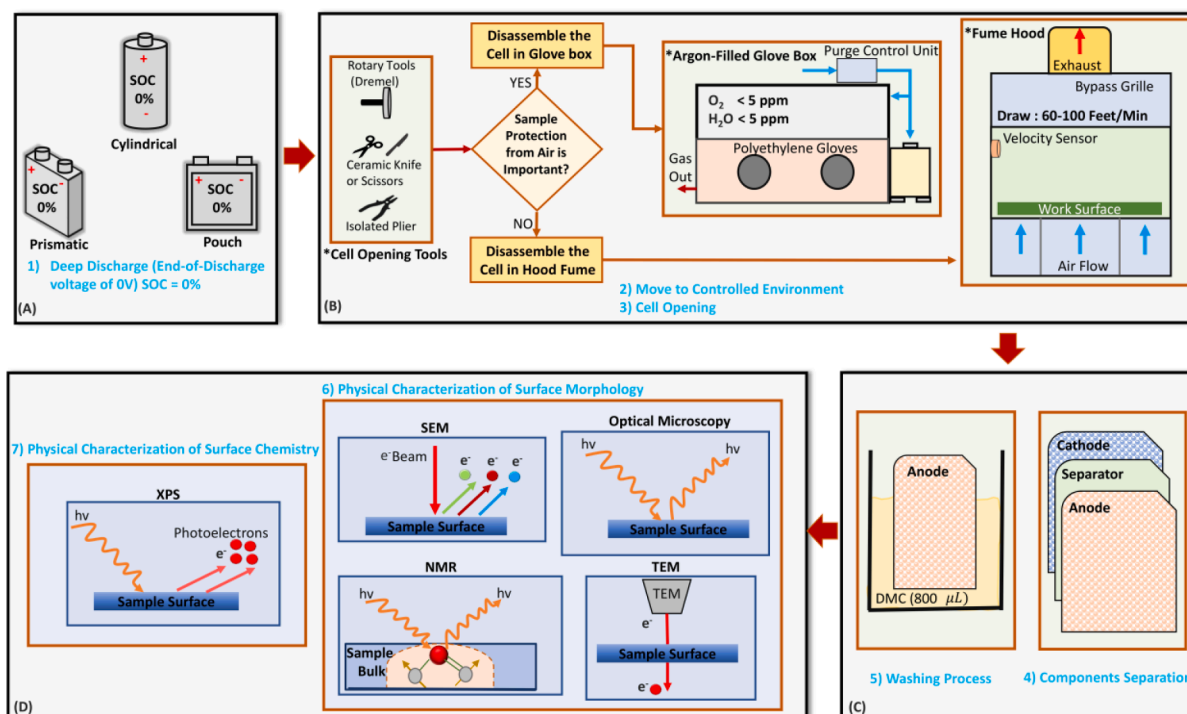 SOC
0%
+
-
Cylindrical
+
-
SOC
0%
Prismatic
+
-
SOC
0%
Pouch
1) Deep Discharge (End-of-Discharge
voltage of 0V) SOC = 0%
(A)
Rotary Tools
(Dremel)
Ceramic Knife
or Scissors
Isolated Plier
*Cell Opening Tools
Disassemble the
Cell in Glove box
YES
Sample
Protection
from Air is
Important?
NO
Disassemble the
Cell in Hood Fume
*Argon-Filled Glove Box
Purge Control
Unit
O₂ < 5 ppm
H₂O < 5 ppm
Polyethylene Gloves
Gas
Out
*Fume Hood
Exhaust
Bypass Grille
Draw : 60-100 Feet/Min
Velocity Sensor
Work Surface
Air Flow
2) Move to Controlled Environment
3) Cell Opening
(B)
Cathode
Separator
Anode
4) Components Separation
Anode
DMC (800 μL)
5) Washing Process
(C)
6) Physical Characterization of Surface Morphology
SEM
e⁻Beam
e⁻
e⁻
e⁻
Sample Surface
Optical Microscopy
hv
hv
Sample Surface
NMR
hv
hv
Sample
Bulk
TEM
TEM
e⁻
Sample Surface
e⁻
7) Physical Characterization of Surface Chemistry
XPS
hv
Photoelectrons
e⁻
Sample Surface
(D)